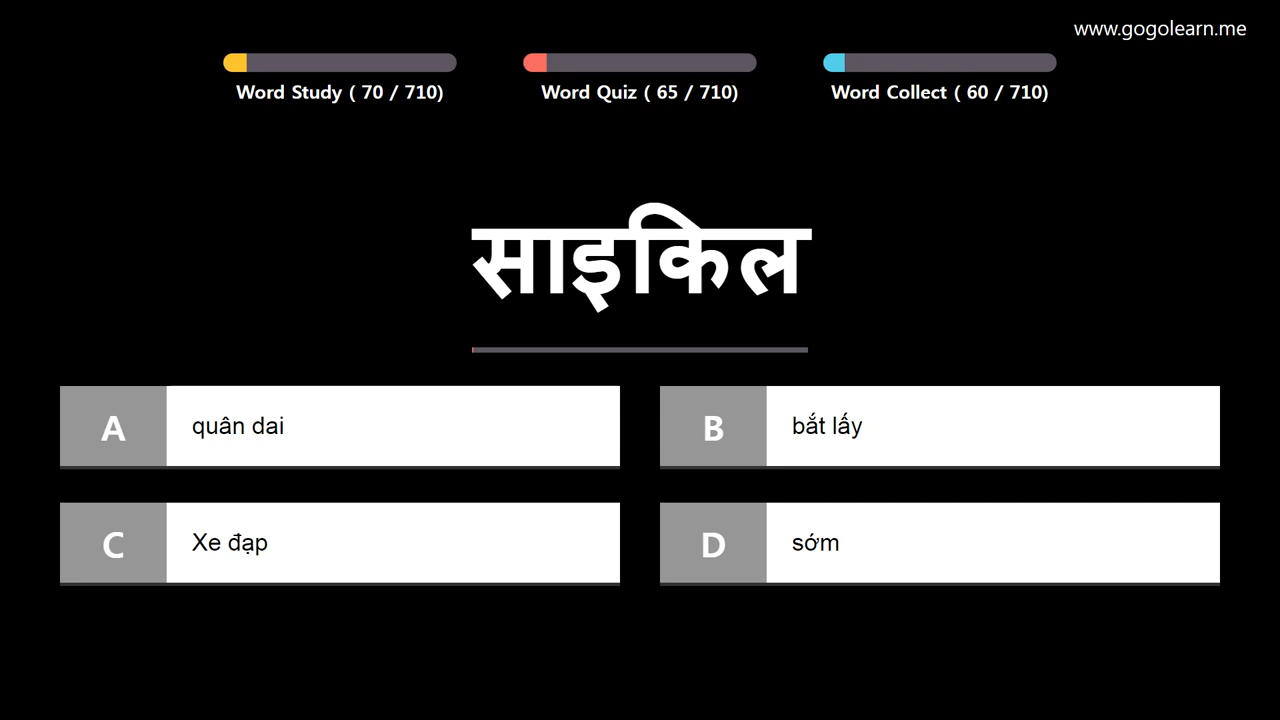 www.gogolearn.me
Word Study ( 70 / 710)
Word Quiz ( 65 / 710)
Word Collect ( 60 / 710)
साइकिल
A quân dai
B bắt lấy
C Xe đạp
D sớm